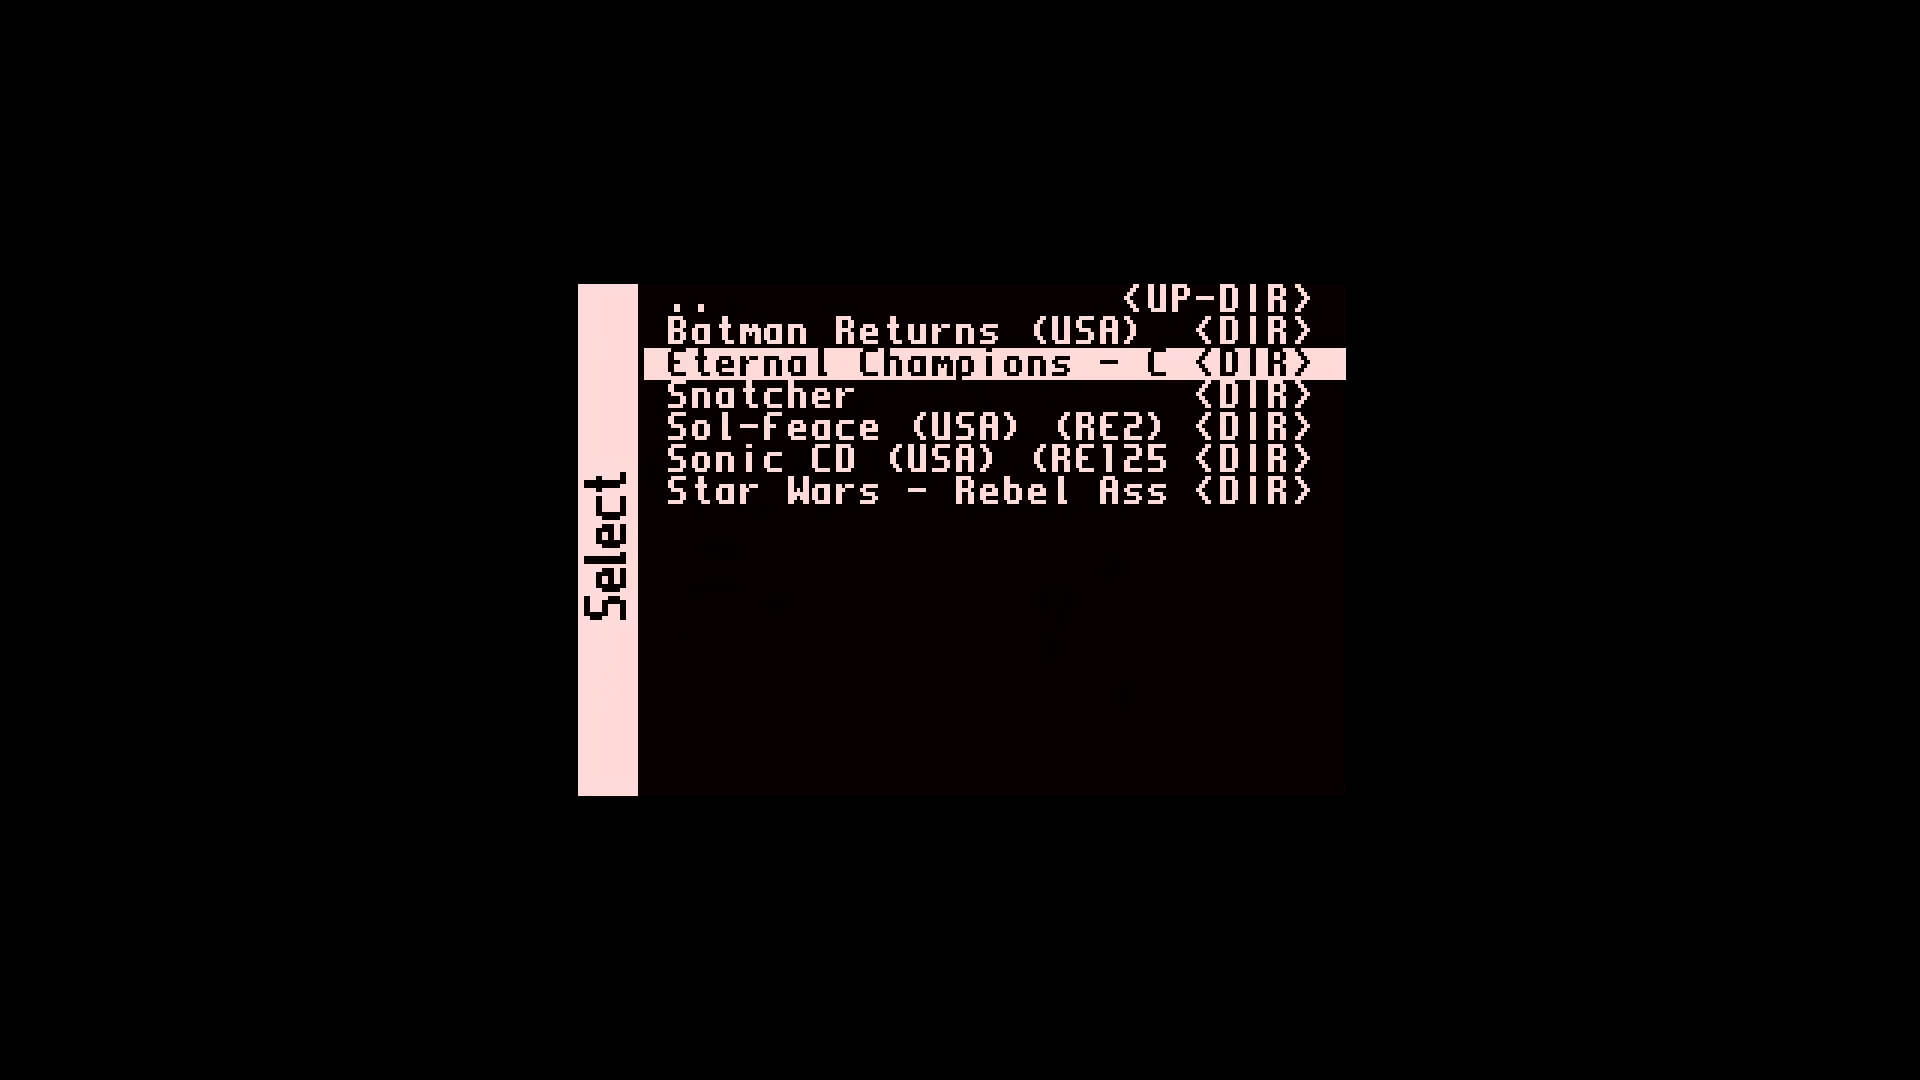 Select
.. <UP-DIR>
Batman Returns (USA) <DIR>
Eternal Champions - C <DIR>
Snatcher <DIR>
Sol-Feace (USA) (RE2) <DIR>
Sonic CD (USA) (RE125 <DIR>
Star Wars - Rebel Ass <DIR>